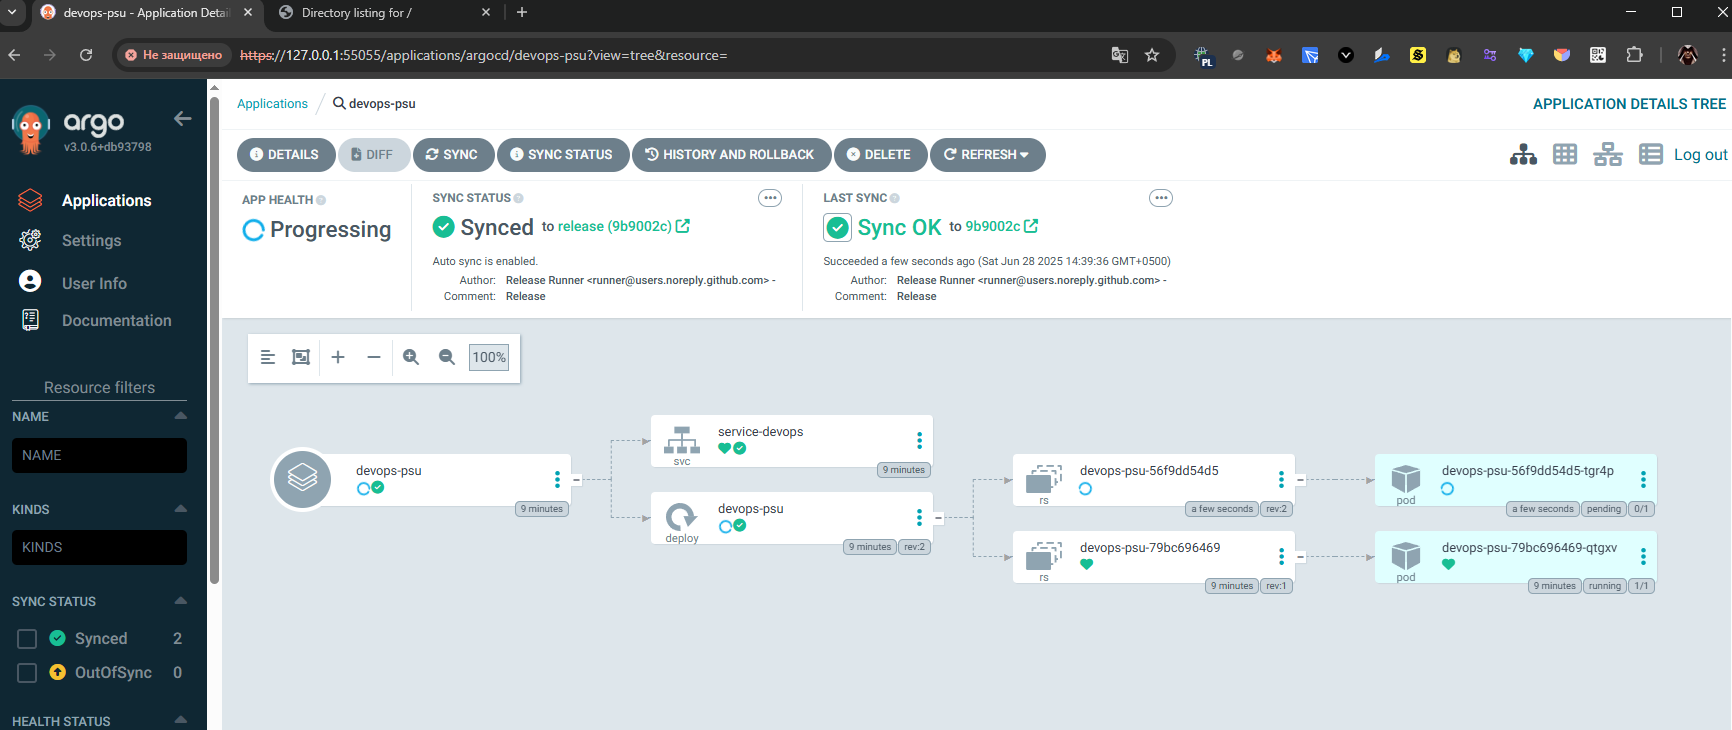 devops-psu - Application Detai
Directory listing for /
Не защищено
https://127.0.0.1:55055/applications/argocd/devops-psu?view=tree&resource=
PL
argo
v3.0.6+db93798
Applications
Settings
User Info
Documentation
Resource filters
NAME
NAME
KINDS
KINDS
SYNC STATUS
Synced 2
OutOfSync 0
HEALTH STATUS
Applications / devops-psu
APPLICATION DETAILS TREE
DETAILS
DIFF
SYNC
SYNC STATUS
HISTORY AND ROLLBACK
DELETE
REFRESH
Log out
APP HEALTH
Progressing
SYNC STATUS
Synced to release (9b9002c)
Auto sync is enabled.
Author: Release Runner <runner@users.noreply.github.com> -
Comment: Release
LAST SYNC
Sync OK to 9b9002c
Succeeded a few seconds ago (Sat Jun 28 2025 14:39:36 GMT+0500)
Author: Release Runner <runner@users.noreply.github.com> -
Comment: Release
100%
devops-psu
9 minutes
service-devops
svc
9 minutes
devops-psu
deploy
9 minutes rev:2
devops-psu-56f9dd54d5
rs
a few seconds rev:2
devops-psu-79bc696469
rs
9 minutes rev:1
devops-psu-56f9dd54d5-tgr4p
pod
a few seconds pending 0/1
devops-psu-79bc696469-qtgxv
pod
9 minutes running 1/1